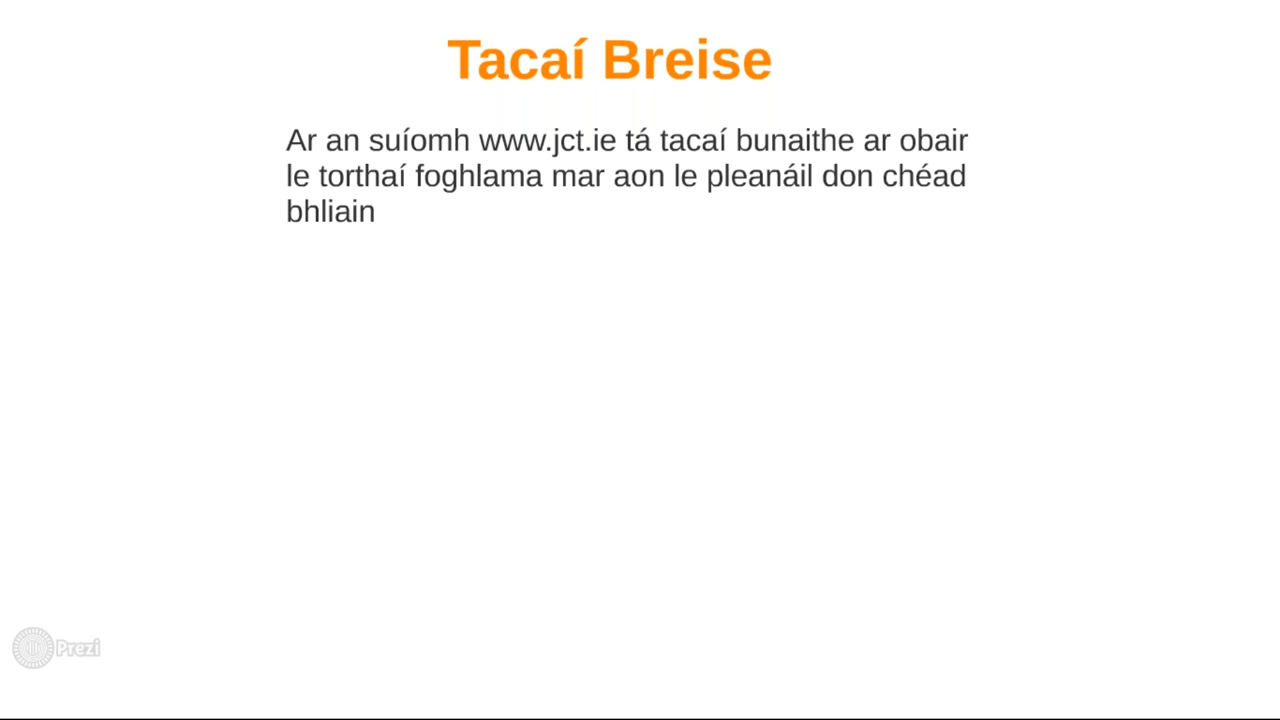 Tacaí Breise
Ar an suíomh www.jct.ie tá tacaí bunaithe ar obair
le torthaí foghlama mar aon le pleanáil don chéad
bhliain
Prezi